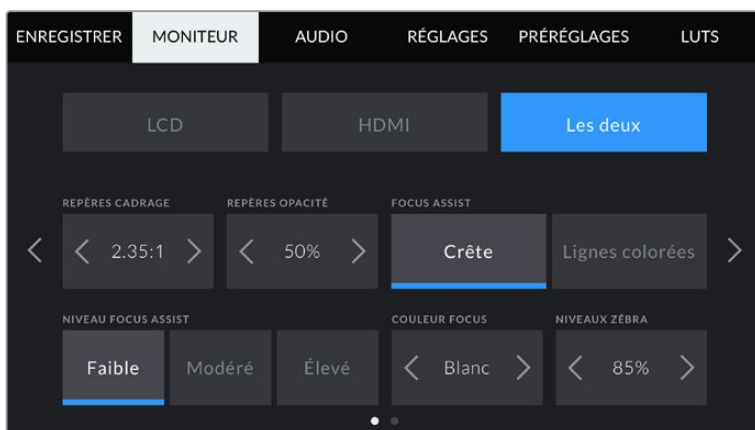 ENREGISTRER MONITEUR AUDIO RÉGLAGES PRÉRÉGLAGES LUTS
LCD HDMI Les deux
REPÈRES CADRAGE REPÈRES OPACITÉ FOCUS ASSIST
2.35:1 50% Crête Lignes colorées
NIVEAU FOCUS ASSIST COULEUR FOCUS NIVEAUX ZÉBRA
Faible Modéré Élevé Blanc 85%